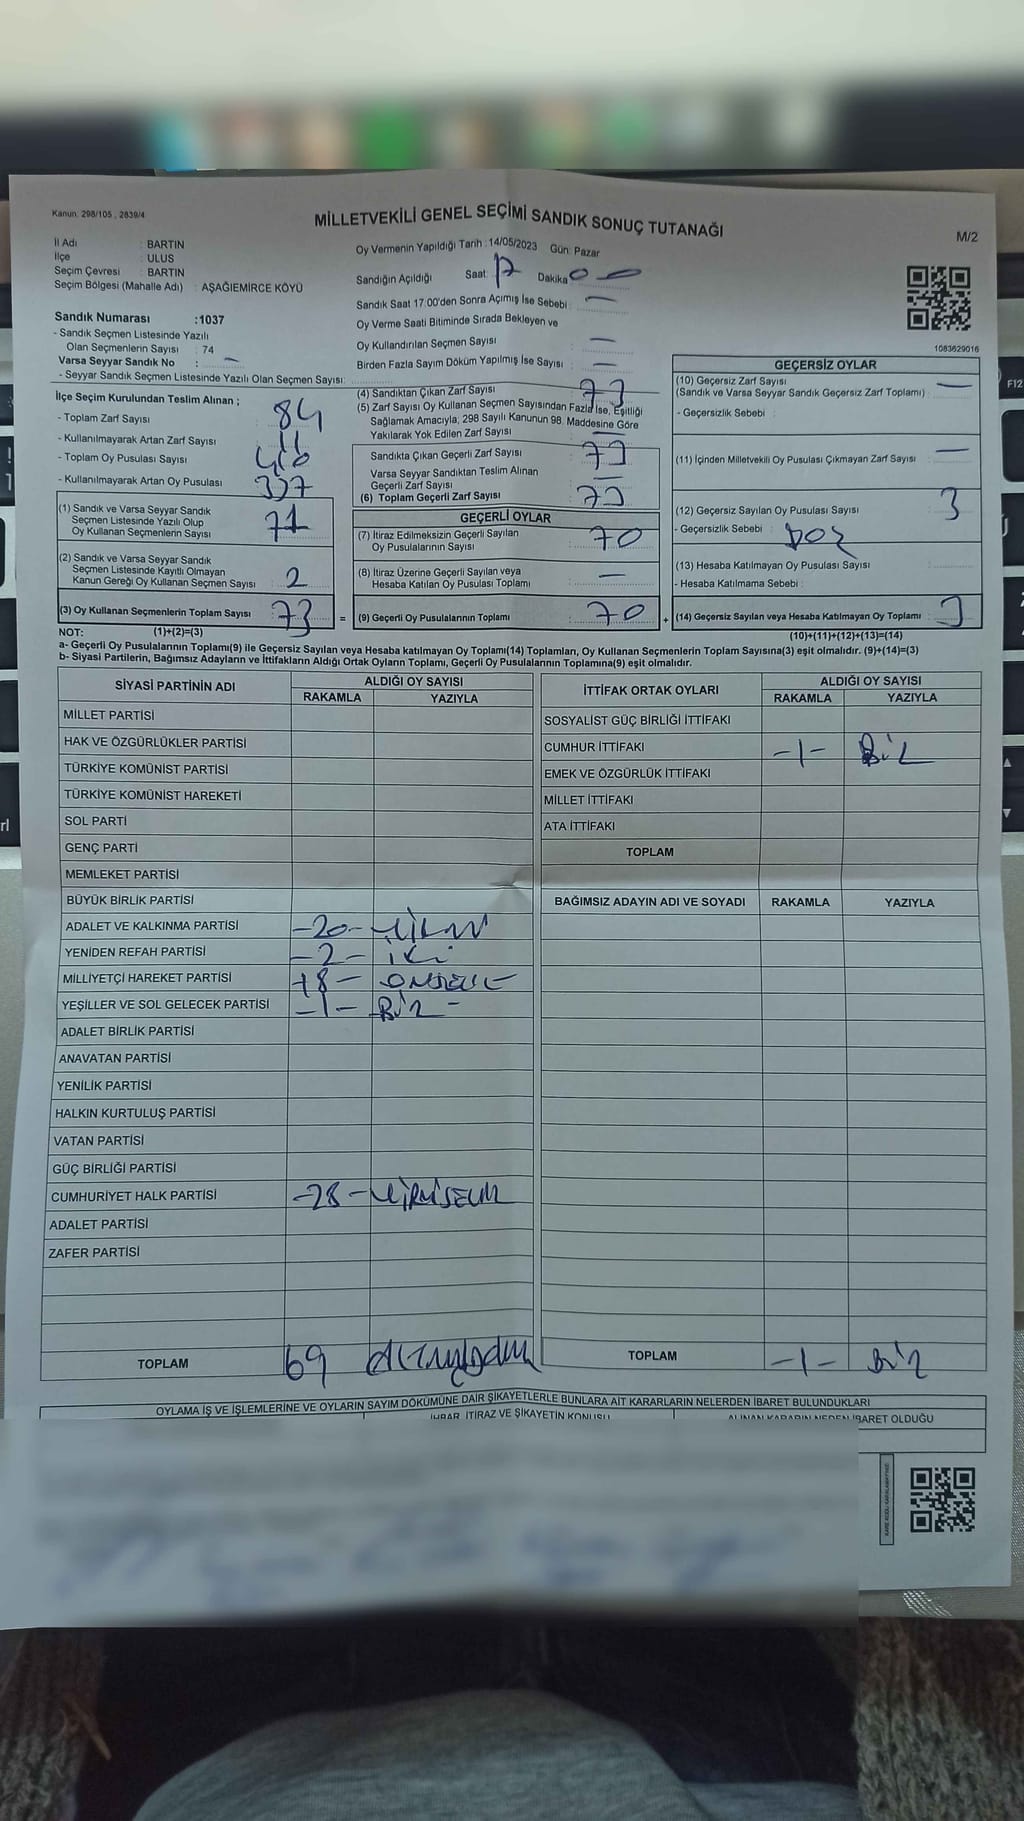 Kanun: 298/105 , 2839/4
MİLLETVEKİLİ GENEL SEÇİMİ SANDIK SONUÇ TUTANAĞI
M/2
İl Adı : BARTIN
İlçe : ULUS
Seçim Çevresi : BARTIN
Seçim Bölgesi (Mahalle Adı) : AŞAĞIEMİRCE KÖYÜ
Sandık Numarası :1037
- Sandık Seçmen Listesinde Yazılı
Olan Seçmenlerin Sayısı : 74
Varsa Seyyar Sandık No : —
- Seyyar Sandık Seçmen Listesinde Yazılı Olan Seçmen Sayısı:
Oy Vermenin Yapıldığı Tarih : 14/05/2023 Gün: Pazar
Sandığın Açıldığı Saat: 17 Dakika 00
Sandık Saat 17:00'den Sonra Açımış İse Sebebi : —
Oy Verme Saati Bitiminde Sırada Bekleyen ve
Oy Kullandırılan Seçmen Sayısı : —
Birden Fazla Sayım Döküm Yapılmış İse Sayısı : —
1083629016
İlçe Seçim Kurulundan Teslim Alınan ;
- Toplam Zarf Sayısı : 84
- Kullanılmayarak Artan Zarf Sayısı : 11
- Toplam Oy Pusulası Sayısı : 410
- Kullanılmayarak Artan Oy Pusulası : 337
(1) Sandık ve Varsa Seyyar Sandık
Seçmen Listesinde Yazılı Olup
Oy Kullanan Seçmenlerin Sayısı : 71
(2) Sandık ve Varsa Seyyar Sandık
Seçmen Listesinde Kayıtlı Olmayan
Kanun Gereği Oy Kullanan Seçmen Sayısı : 2
(3) Oy Kullanan Seçmenlerin Toplam Sayısı : 73
(4) Sandıktan Çıkan Zarf Sayısı : 73
(5) Zarf Sayısı Oy Kullanan Seçmen Sayısından Fazla İse, Eşitliği
Sağlamak Amacıyla; 298 Sayılı Kanunun 98. Maddesine Göre
Yakılarak Yok Edilen Zarf Sayısı : —
Sandıkta Çıkan Geçerli Zarf Sayısı : 73
Varsa Seyyar Sandıktan Teslim Alınan
Geçerli Zarf Sayısı : —
(6) Toplam Geçerli Zarf Sayısı : 73
GEÇERLİ OYLAR
(7) İtiraz Edilmeksizin Geçerli Sayılan
Oy Pusulalarının Sayısı : 70
(8) İtiraz Üzerine Geçerli Sayılan veya
Hesaba Katılan Oy Pusulası Toplamı : —
= (9) Geçerli Oy Pusulalarının Toplamı : 70
GEÇERSİZ OYLAR
(10) Geçersiz Zarf Sayısı : —
(Sandık ve Varsa Seyyar Sandık Geçersiz Zarf Toplamı)
- Geçersizlik Sebebi :
(11) İçinden Milletvekili Oy Pusulası Çıkmayan Zarf Sayısı : —
(12) Geçersiz Sayılan Oy Pusulası Sayısı : 3
- Geçersizlik Sebebi : BOŞ
(13) Hesaba Katılmayan Oy Pusulası Sayısı :
- Hesaba Katılmama Sebebi :
+ (14) Geçersiz Sayılan veya Hesaba Katılmayan Oy Toplamı : 3
NOT: (1)+(2)=(3)
(10)+(11)+(12)+(13)=(14)
a- Geçerli Oy Pusulalarının Toplamı(9) ile Geçersiz Sayılan veya Hesaba katılmayan Oy Toplamı(14) Toplamları, Oy Kullanan Seçmenlerin Toplam Sayısına(3) eşit olmalıdır. (9)+(14)=(3)
b- Siyasi Partilerin, Bağımsız Adayların ve İttifakların Aldığı Ortak Oyların Toplamı, Geçerli Oy Pusulalarının Toplamına(9) eşit olmalıdır.
SİYASİ PARTİNİN ADI ALDIĞI OY SAYISI
RAKAMLA YAZIYLA
MİLLET PARTİSİ
HAK VE ÖZGÜRLÜKLER PARTİSİ
TÜRKİYE KOMÜNİST PARTİSİ
TÜRKİYE KOMÜNİST HAREKETİ
SOL PARTİ
GENÇ PARTİ
MEMLEKET PARTİSİ
BÜYÜK BİRLİK PARTİSİ
ADALET VE KALKINMA PARTİSİ -20- YİRMİ
YENİDEN REFAH PARTİSİ -2- İKİ
MİLLİYETÇİ HAREKET PARTİSİ 18- ONSEKİZ
YEŞİLLER VE SOL GELECEK PARTİSİ -1- BİR -
ADALET BİRLİK PARTİSİ
ANAVATAN PARTİSİ
YENİLİK PARTİSİ
HALKIN KURTULUŞ PARTİSİ
VATAN PARTİSİ
GÜÇ BİRLİĞİ PARTİSİ
CUMHURİYET HALK PARTİSİ -28- YİRMİSEKİZ
ADALET PARTİSİ
ZAFER PARTİSİ
TOPLAM 69
İTTİFAK ORTAK OYLARI ALDIĞI OY SAYISI
RAKAMLA YAZIYLA
SOSYALİST GÜÇ BİRLİĞİ İTTİFAKI
CUMHUR İTTİFAKI -1- BİR
EMEK VE ÖZGÜRLÜK İTTİFAKI
MİLLET İTTİFAKI
ATA İTTİFAKI
TOPLAM
BAĞIMSIZ ADAYIN ADI VE SOYADI RAKAMLA YAZIYLA
TOPLAM -1- BİR
OYLAMA İŞ VE İŞLEMLERİNE VE OYLARIN SAYIM DÖKÜMÜNE DAİR ŞİKAYETLERLE BUNLARA AİT KARARLARIN NELERDEN İBARET BULUNDUKLARI
İHBAR, İTİRAZ VE ŞİKAYETİN KONUSU ALINAN KARARIN NEDEN İBARET OLDUĞU
F12